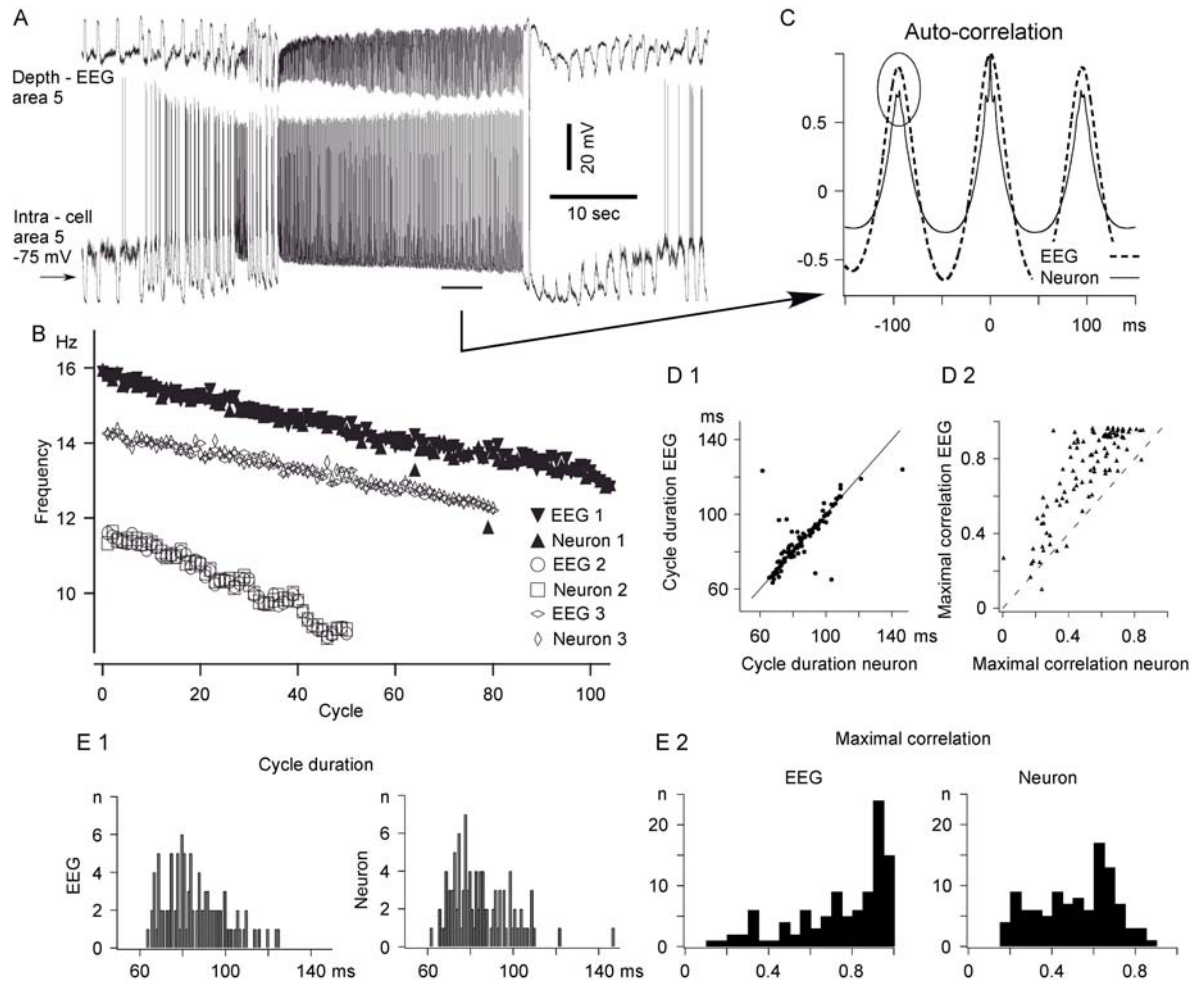 A
Depth - EEG
area 5
20 mV
10 sec
Intra - cell
area 5
-75 mV
C
Auto-correlation
0.5
0
-0.5
EEG
Neuron
-100
0
100
ms
B
Hz
16
14
12
10
Frequency
EEG 1
Neuron 1
EEG 2
Neuron 2
EEG 3
Neuron 3
0
20
40
60
80
100
Cycle
D 1
ms
140
100
60
Cycle duration EEG
60
100
140
ms
Cycle duration neuron
D 2
0.8
0.4
0
Maximal correlation EEG
0
0.4
0.8
Maximal correlation neuron
E 1
Cycle duration
n
6
4
2
0
EEG
60
100
140 ms
n
6
4
2
0
Neuron
60
100
140 ms
E 2
Maximal correlation
EEG
n
20
10
0
0
0.4
0.8
Neuron
n
20
10
0
0
0.4
0.8